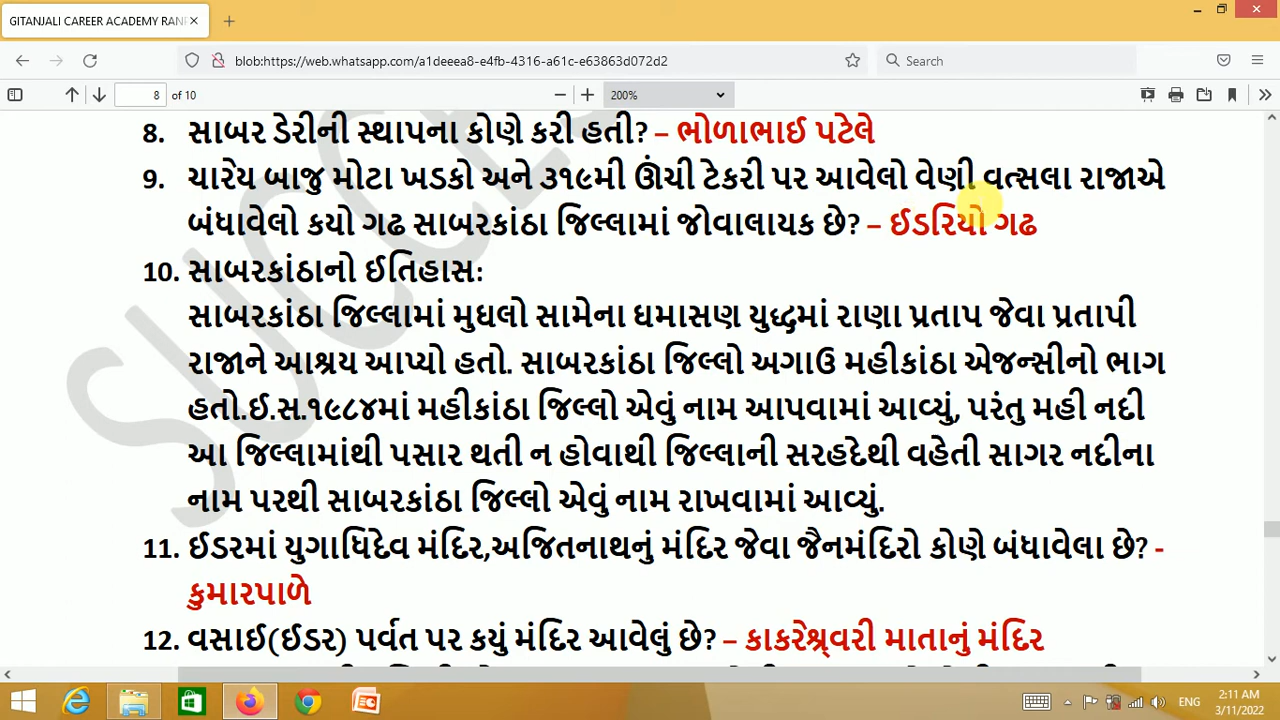 GITANJALI CAREER ACADEMY RAN
blob:https://web.whatsapp.com/a1deeea8-e4fb-4316-a61c-e63863d072d2
Search
8 of 10
200%
8. સાબર ડેરીની સ્થાપના કોણે કરી હતી? – ભોળાભાઈ પટેલે
9. ચારેય બાજુ મોટા ખડકો અને ૩૧૯મી ઊંચી ટેકરી પર આવેલો વેણી વત્સલા રાજાએ
બંધાવેલો કયો ગઢ સાબરકાંઠા જિલ્લામાં જોવાલાયક છે? – ઈડરિયો ગઢ
10. સાબરકાંઠાનો ઈતિહાસઃ
સાબરકાંઠા જિલ્લામાં મુઘલો સામેના ઘમાસણ યુદ્ધમાં રાણા પ્રતાપ જેવા પ્રતાપી
રાજાને આશ્રય આપ્યો હતો. સાબરકાંઠા જિલ્લો અગાઉ મહીકાંઠા એજન્સીનો ભાગ
હતો.ઈ.સ.૧૯૮૪માં મહીકાંઠા જિલ્લો એવું નામ આપવામાં આવ્યું, પરંતુ મહી નદી
આ જિલ્લામાંથી પસાર થતી ન હોવાથી જિલ્લાની સરહદેથી વહેતી સાગર નદીના
નામ પરથી સાબરકાંઠા જિલ્લો એવું નામ રાખવામાં આવ્યું.
11. ઈડરમાં યુગાધિદેવ મંદિર,અજિતનાથનું મંદિર જેવા જૈનમંદિરો કોણે બંધાવેલા છે? -
કુમારપાળે
12. વસાઈ(ઈડર) પર્વત પર કયું મંદિર આવેલું છે? – કાકરેશ્ર્વરી માતાનું મંદિર
ENG
2:11 AM
3/11/2022